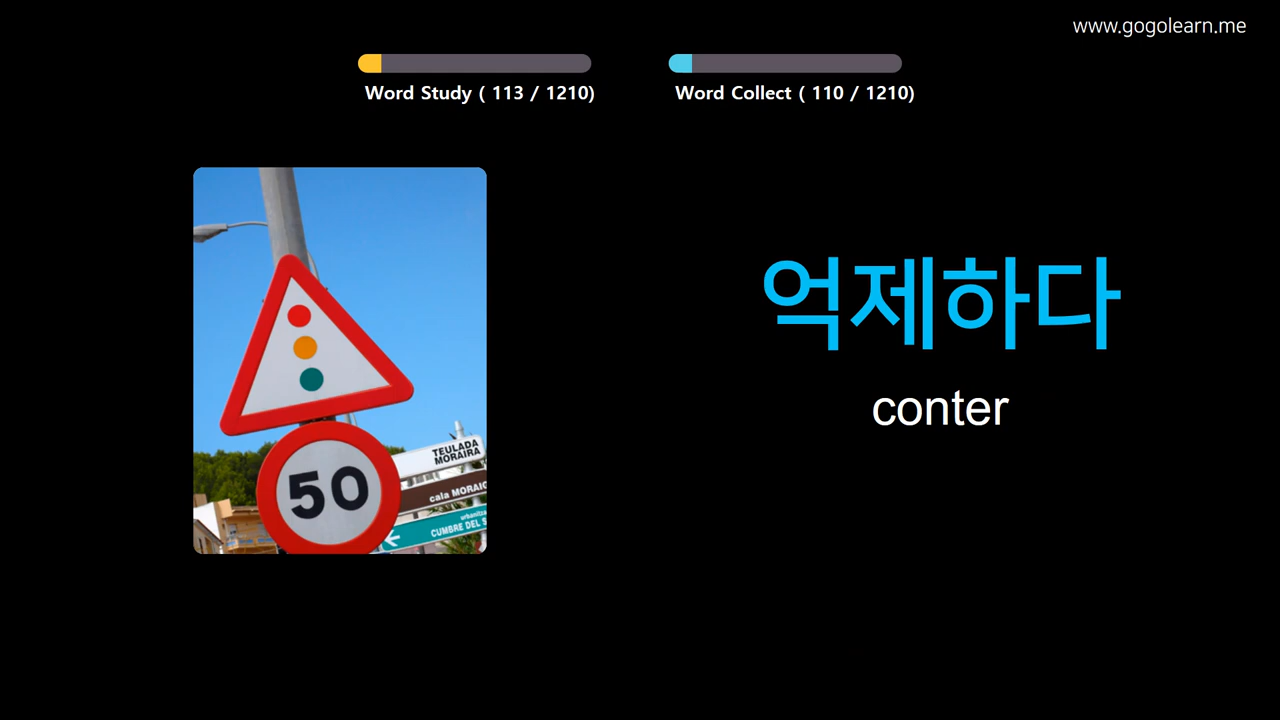 www.gogolearn.me
Word Study ( 113 / 1210)
Word Collect ( 110 / 1210)
억제하다
conter
TEULADA
MORAIRA
cala
50
urbanitza
CUMBRE DEL